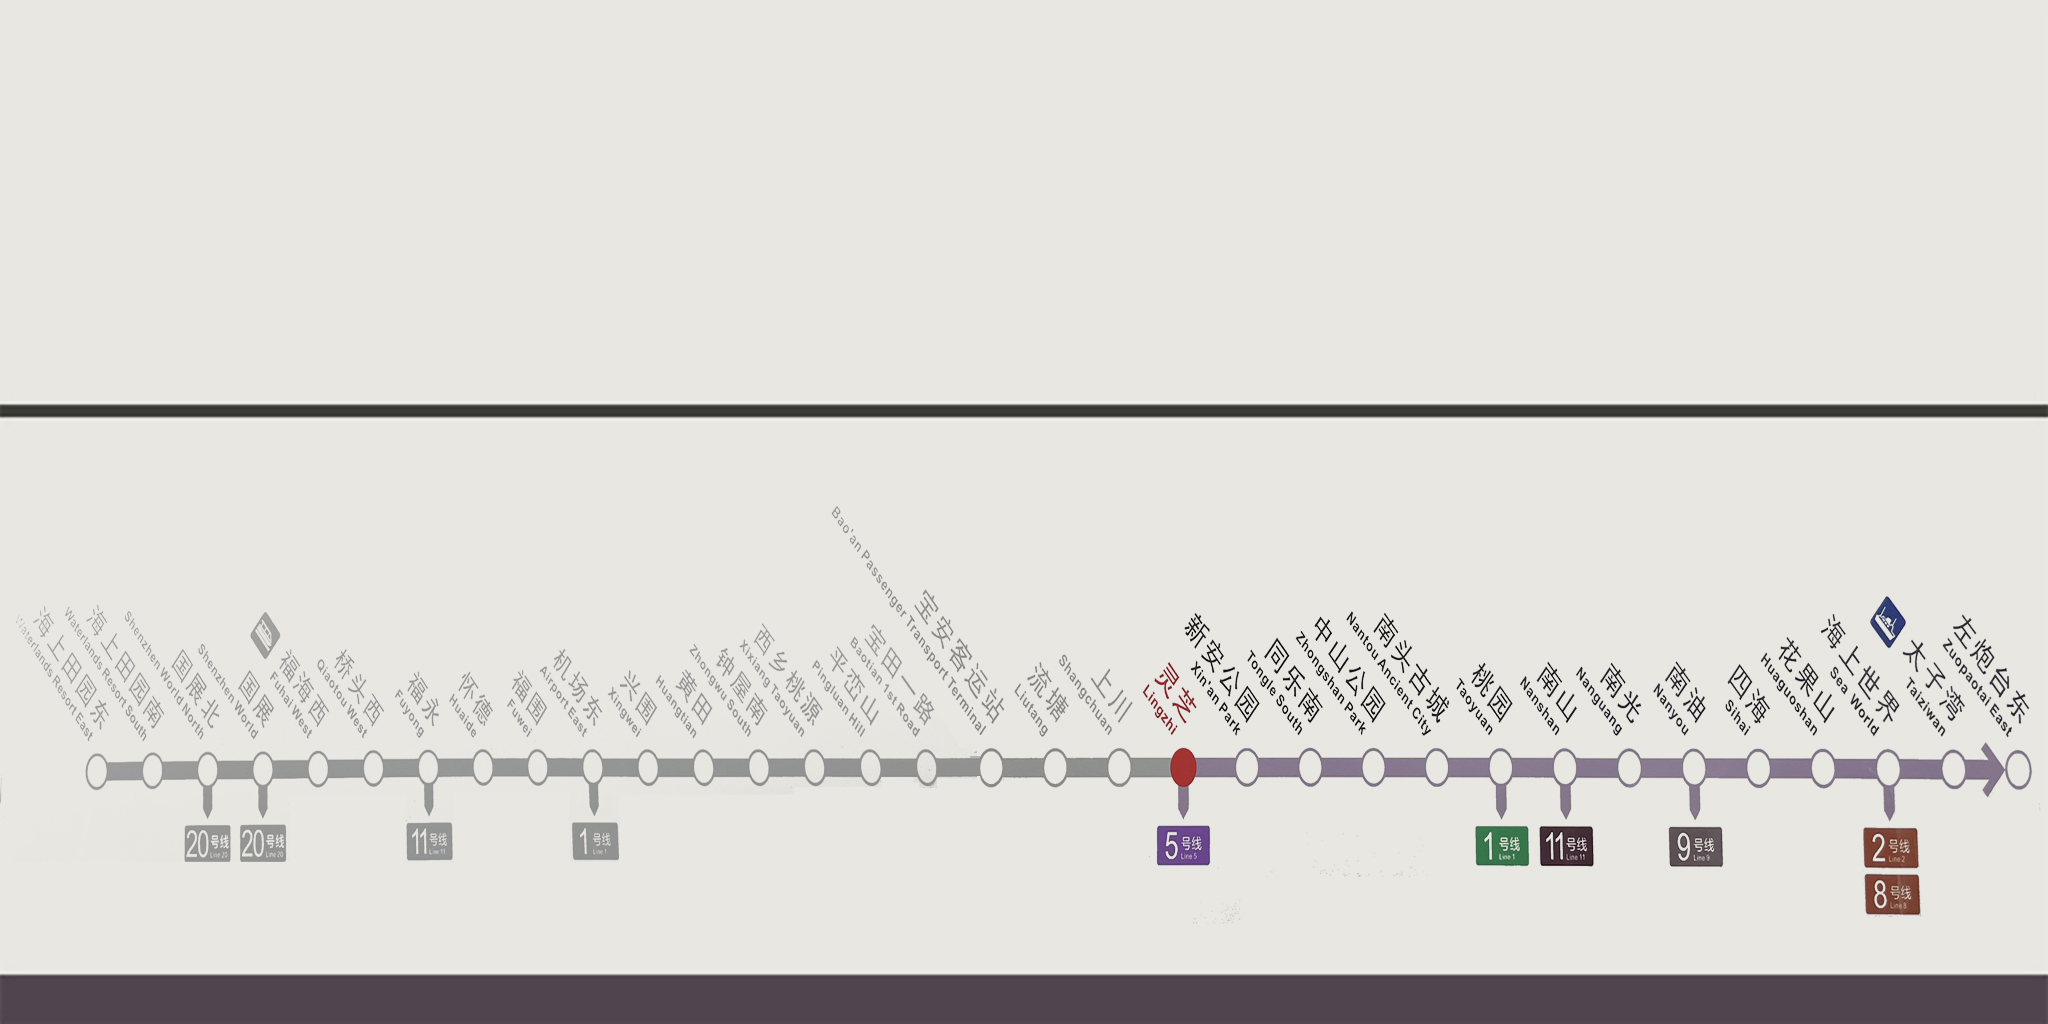 海上田园东
Waterlands Resort East
海上田园南
Waterlands Resort South
国展北
Shenzhen World North
国展
Shenzhen World
福海西
Fuhai West
桥头西
Qiaotou West
福永
Fuyong
怀德
Huaide
福围
Fuwei
机场东
Airport East
兴围
Xingwei
黄田
Huangtian
钟屋南
Zhongwu South
西乡桃源
Xixiang Taoyuan
平峦山
Pingluan Hill
宝田一路
Baotian 1st Road
宝安客运站
Bao'an Passenger Transport Terminal
流塘
Liutang
上川
Shangchuan
灵芝
Lingzhi
新安公园
Xin'an Park
同乐南
Tongle South
中山公园
Zhongshan Park
南头古城
Nantou Ancient City
桃园
Taoyuan
南山
Nanshan
南光
Nanguang
南油
Nanyou
四海
Sihai
花果山
Huaguoshan
海上世界
Sea World
太子湾
Taiziwan
左炮台东
Zuopaotai East
20号线
Line 20
20号线
Line 20
11号线
Line 11
1号线
Line 1
5号线
Line 5
1号线
Line 1
11号线
Line 11
9号线
Line 9
2号线
Line 2
8号线
Line 8